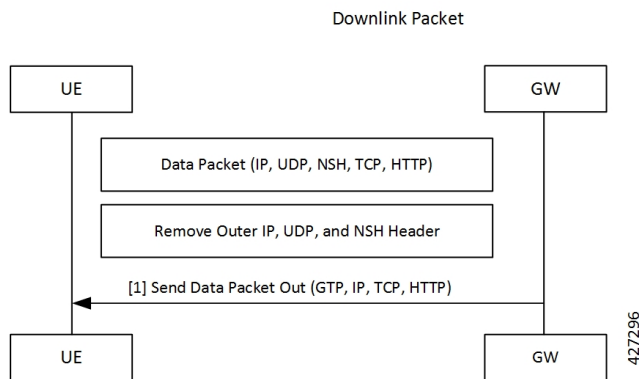 Downlink Packet
UE
GW
Data Packet (IP, UDP, NSH, TCP, HTTP)
Remove Outer IP, UDP, and NSH Header
[1] Send Data Packet Out (GTP, IP, TCP, HTTP)
UE
GW
427296